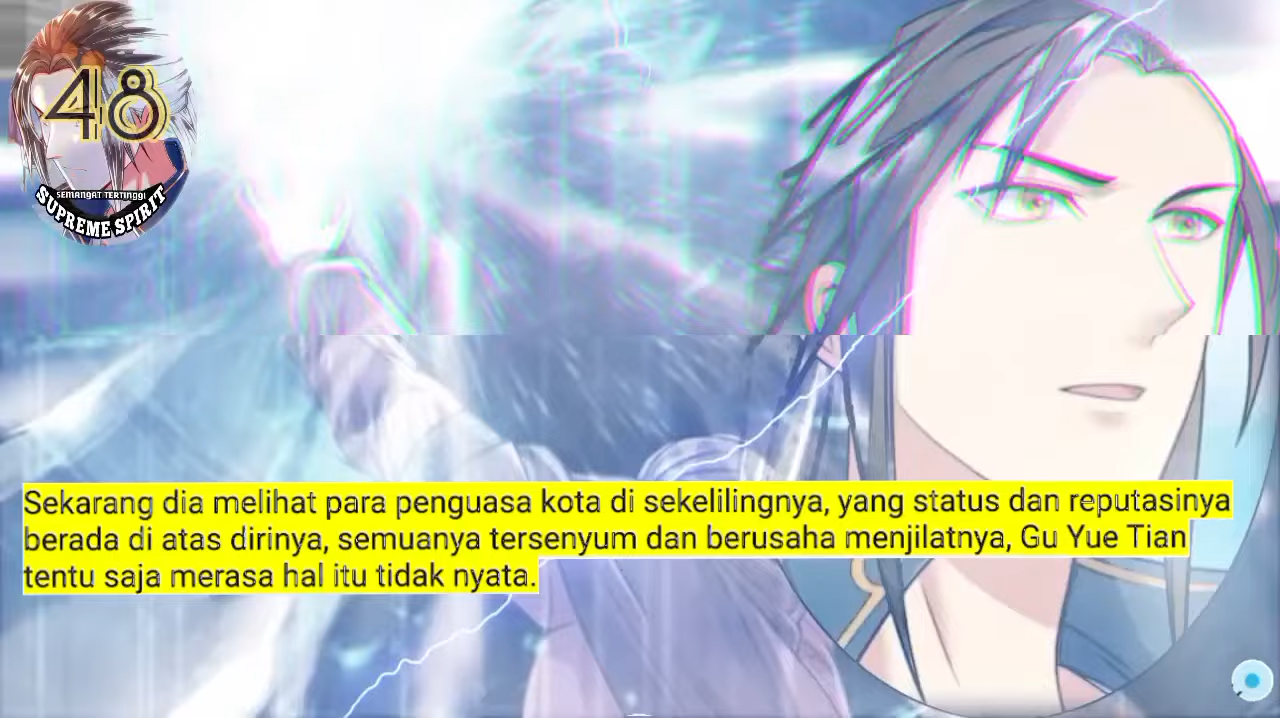 48
SEMANGAT TERTINGGI
SUPREME SPIRIT
Sekarang dia melihat para penguasa kota di sekelilingnya, yang status dan reputasinya
berada di atas dirinya, semuanya tersenyum dan berusaha menjilatnya, Gu Yue Tian
tentu saja merasa hal itu tidak nyata.